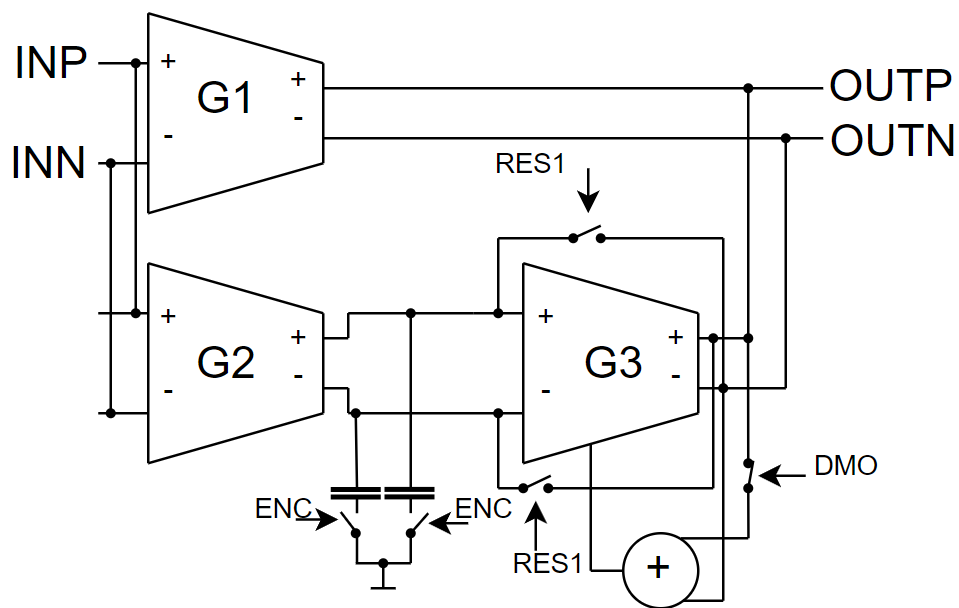 INP
+
G1
+
-
-
INN
OUTP
OUTN
RES1
+
G2
+
-
-
+
G3
+
-
-
DMO
ENC
ENC
RES1
+